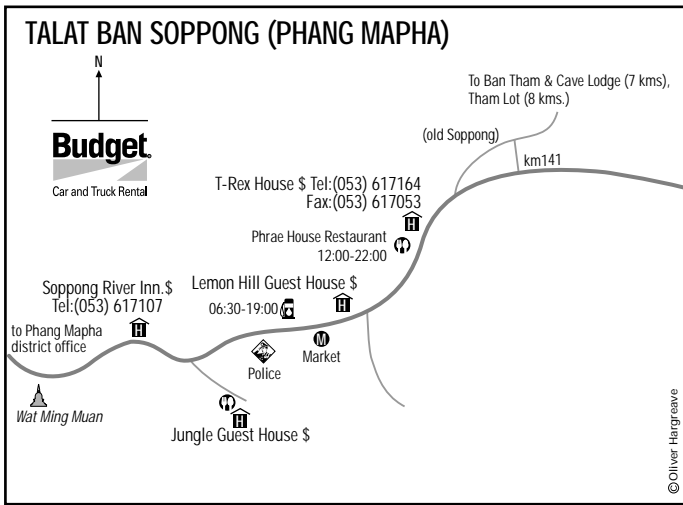 TALAT BAN SOPPONG (PHANG MAPHA)
N
Budget®
Car and Truck Rental
To Ban Tham & Cave Lodge (7 kms),
Tham Lot (8 kms.)
(old Soppong)
km141
T-Rex House $ Tel:(053) 617164
Fax:(053) 617053
H
Phrae House Restaurant
12:00-22:00
Lemon Hill Guest House $
H
06:30-19:00
Soppong River Inn.$
Tel:(053) 617107
H
to Phang Mapha
district office
M
Market
Police
Wat Ming Muan
H
Jungle Guest House $
©Oliver Hargreave